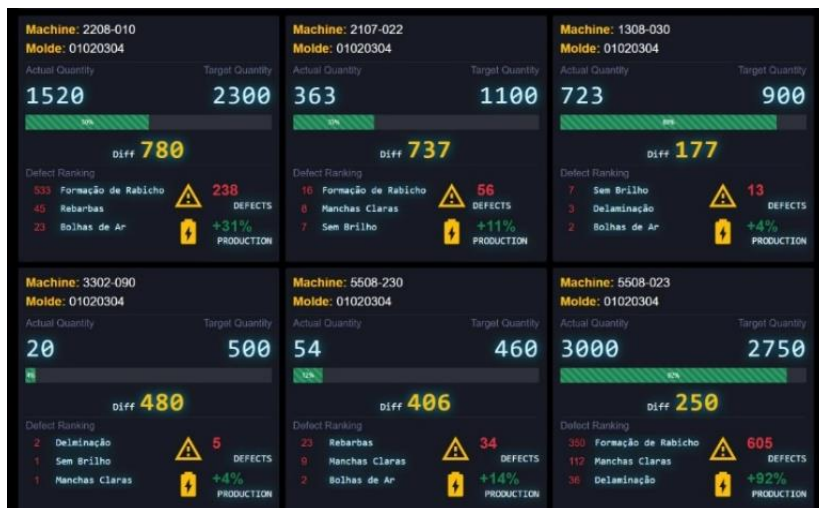 Machine: 2208-010
Molde: 01020304
Actual Quantity Target Quantity
1520 2300
Diff 780
Defect Ranking
533 Formação de Rabicho
45 Rebarbas
23 Bolhas de Ar
238
DEFECTS
+31%
PRODUCTION
Machine: 2107-022
Molde: 01020304
Actual Quantity Target Quantity
363 1100
33%
Diff 737
Defect Ranking
16 Formação de Rabicho
8 Manchas Claras
7 Sem Brilho
56
DEFECTS
+11%
PRODUCTION
Machine: 1308-030
Molde: 01020304
Actual Quantity Target Quantity
723 900
Diff 177
Defect Ranking
7 Sem Brilho
3 Delaminação
2 Bolhas de Ar
13
DEFECTS
+4%
PRODUCTION
Machine: 3302-090
Molde: 01020304
Actual Quantity Target Quantity
20 500
4%
Diff 480
Defect Ranking
2 Delminação
1 Sem Brilho
1 Manchas Claras
5
DEFECTS
+4%
PRODUCTION
Machine: 5508-230
Molde: 01020304
Actual Quantity Target Quantity
54 460
12%
Diff 406
Defect Ranking
23 Rebarbas
9 Manchas Claras
2 Bolhas de Ar
34
DEFECTS
+14%
PRODUCTION
Machine: 5508-023
Molde: 01020304
Actual Quantity Target Quantity
3000 2750
92%
Diff 250
Defect Ranking
350 Formação de Rabicho
112 Manchas Claras
36 Delaminação
605
DEFECTS
+92%
PRODUCTION